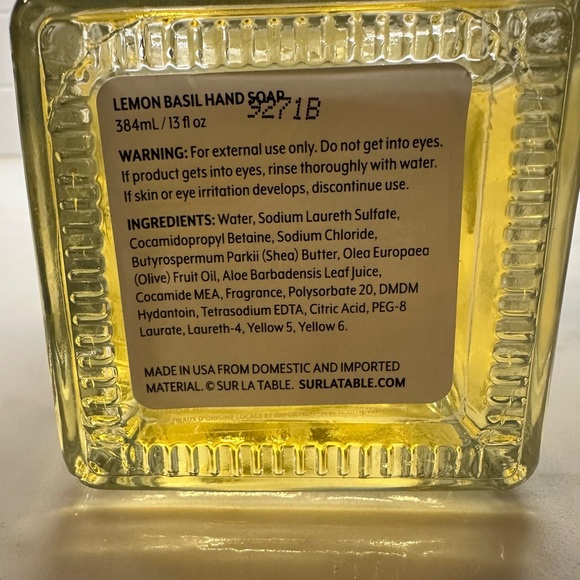 LEMON BASIL HAND SOAP
9271B
384mL / 13 fl oz
WARNING: For external use only. Do not get into eyes.
If product gets into eyes, rinse thoroughly with water.
If skin or eye irritation develops, discontinue use.
INGREDIENTS: Water, Sodium Laureth Sulfate,
Cocamidopropyl Betaine, Sodium Chloride,
Butyrospermum Parkii (Shea) Butter, Olea Europaea
(Olive) Fruit Oil, Aloe Barbadensis Leaf Juice,
Cocamide MEA, Fragrance, Polysorbate 20, DMDM
Hydantoin, Tetrasodium EDTA, Citric Acid, PEG-8
Laurate, Laureth-4, Yellow 5, Yellow 6.
MADE IN USA FROM DOMESTIC AND IMPORTED
MATERIAL. © SUR LA TABLE. SURLATABLE.COM
D'ORIGINE LOCALE ET